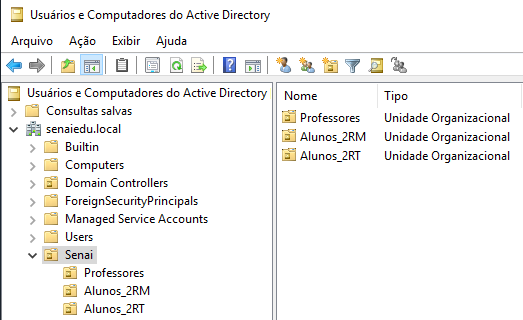 Usuários e Computadores do Active Directory
Arquivo Ação Exibir Ajuda
Usuários e Computadores do Active Directory
Consultas salvas
senaiedu.local
Builtin
Computers
Domain Controllers
ForeignSecurityPrincipals
Managed Service Accounts
Users
Senai
Professores
Alunos_2RM
Alunos_2RT
Nome Tipo
Professores Unidade Organizacional
Alunos_2RM Unidade Organizacional
Alunos_2RT Unidade Organizacional